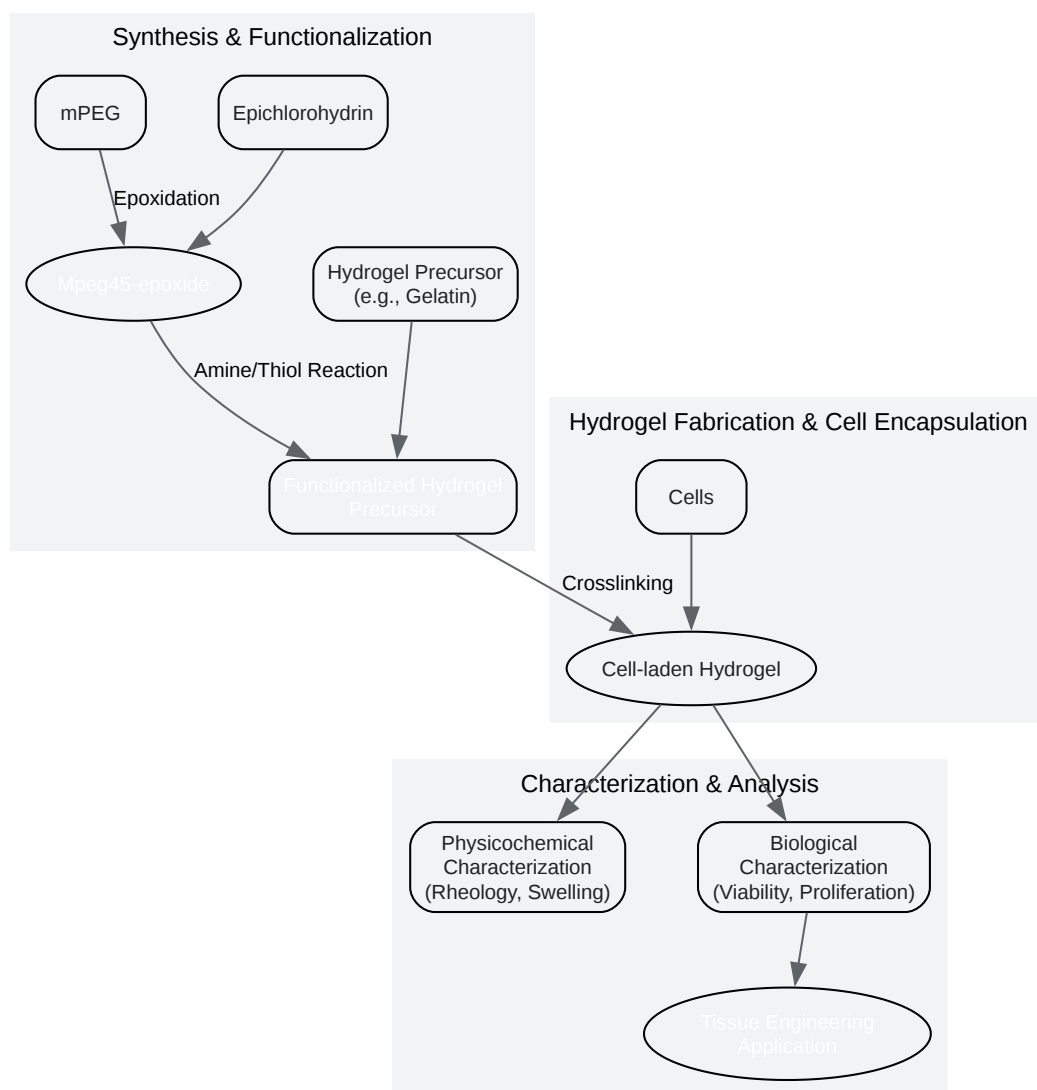 Synthesis & Functionalization
mPEG
Epichlorohydrin
Epoxidation
Mpeg45-epoxide
Hydrogel Precursor
(e.g., Gelatin)
Amine/Thiol Reaction
Functionalized Hydrogel
Precursor
Hydrogel Fabrication & Cell Encapsulation
Cells
Crosslinking
Cell-laden Hydrogel
Characterization & Analysis
Physicochemical
Characterization
(Rheology, Swelling)
Biological
Characterization
(Viability, Proliferation)
Tissue Engineering
Application